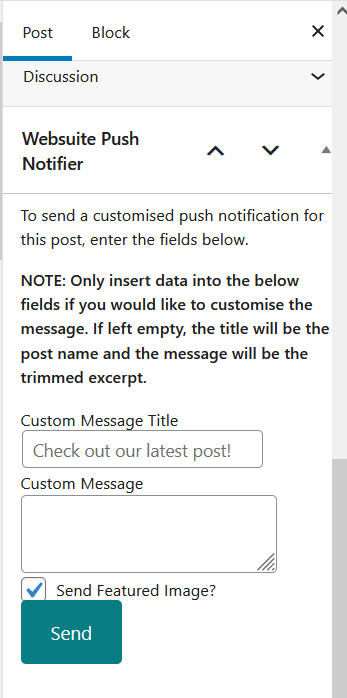 Post Block
Discussion
Websuite Push
Notifier
To send a customised push notification for
this post, enter the fields below.
NOTE: Only insert data into the below
fields if you would like to customise the
message. If left empty, the title will be the
post name and the message will be the
trimmed excerpt.
Custom Message Title
Check out our latest post!
Custom Message
Send Featured Image?
Send